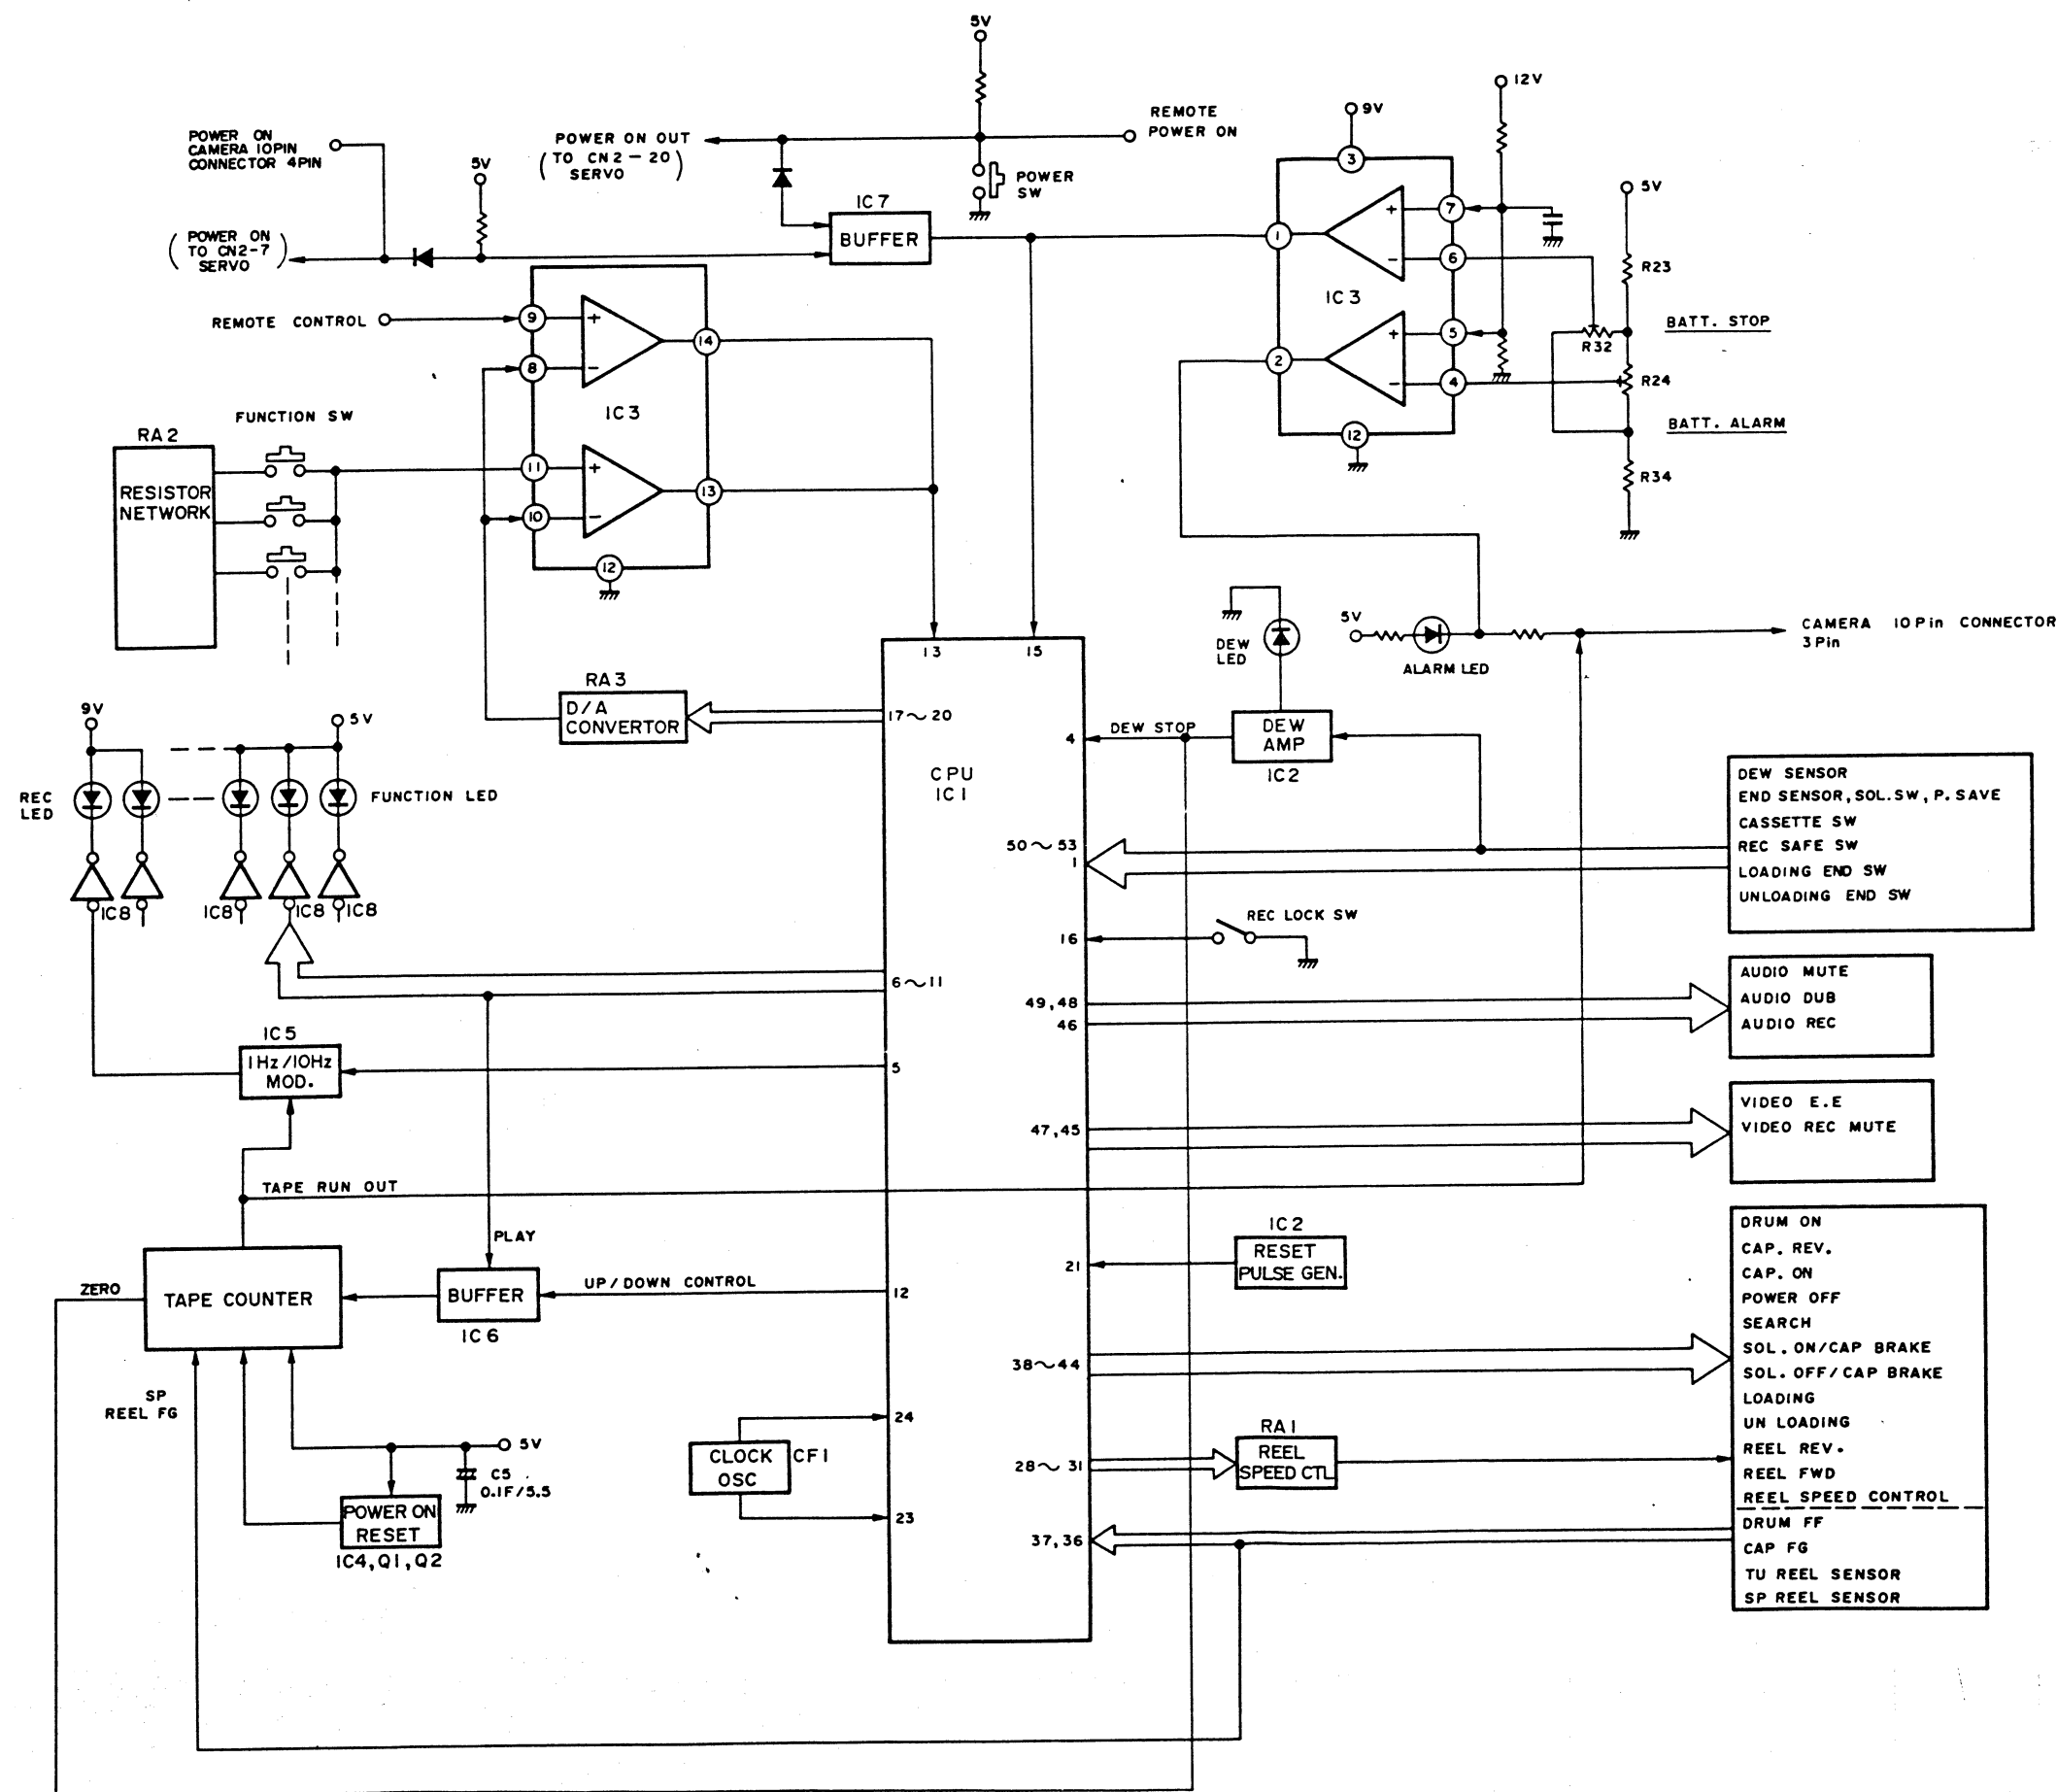 5V
REMOTE
POWER ON
POWER ON OUT
(TO CN2-20)
SERVO
POWER
SW
POWER ON
CAMERA 10PIN
CONNECTOR 4PIN
5V
(POWER ON
TO CN2-7
SERVO)
IC7
BUFFER
9V
12V
5V
3
7
6
1
IC3
5
2
4
12
R23
BATT. STOP
R32
R24
BATT. ALARM
R34
REMOTE CONTROL
9
8
14
IC3
11
10
13
12
+
-
+
-
+
-
+
-
FUNCTION SW
RA2
RESISTOR
NETWORK
RA3
D/A
CONVERTOR
13
15
17~20
CPU
IC1
DEW
LED
5V
ALARM LED
CAMERA 10Pin CONNECTOR
3Pin
4
DEW STOP
DEW
AMP
IC2
9V
5V
REC
LED
FUNCTION LED
IC8
IC8
IC8
IC8
DEW SENSOR
END SENSOR, SOL.SW, P.SAVE
CASSETTE SW
REC SAFE SW
LOADING END SW
UNLOADING END SW
50~53
1
REC LOCK SW
16
6~11
49,48
46
AUDIO MUTE
AUDIO DUB
AUDIO REC
IC5
1Hz/10Hz
MOD.
5
47,45
VIDEO E.E
VIDEO REC MUTE
TAPE RUN OUT
PLAY
ZERO
TAPE COUNTER
BUFFER
IC6
UP/DOWN CONTROL
12
IC2
RESET
PULSE GEN.
21
38~44
DRUM ON
CAP. REV.
CAP. ON
POWER OFF
SEARCH
SOL. ON/CAP BRAKE
SOL. OFF/CAP BRAKE
LOADING
UN LOADING
REEL REV.
REEL FWD
REEL SPEED CONTROL
DRUM FF
CAP FG
TU REEL SENSOR
SP REEL SENSOR
SP
REEL FG
5V
C5
0.1F/5.5
POWER ON
RESET
IC4, Q1, Q2
CLOCK
OSC
CF1
24
23
RA1
REEL
SPEED CTL
28~31
37,36